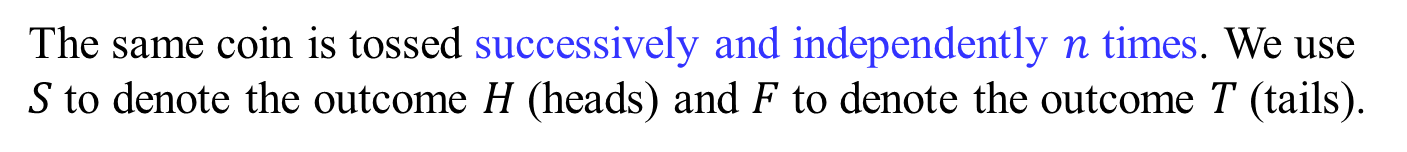 The same coin is tossed successively and independently n times. We use
S to denote the outcome H (heads) and F to denote the outcome T (tails).